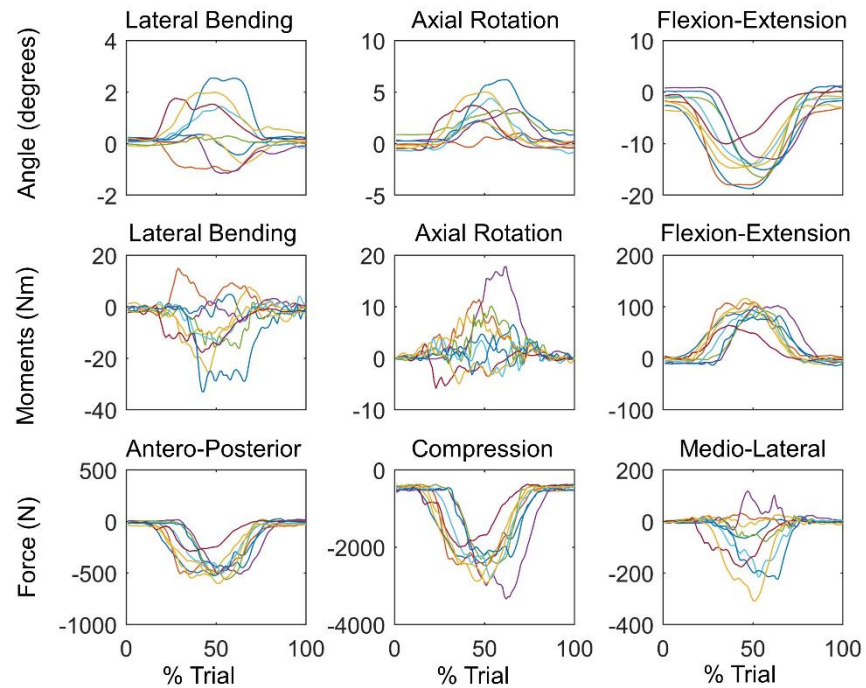 Lateral Bending Axial Rotation Flexion-Extension
Angle (degrees)
4 10 10
2 5 0
0 0 -10
-2 -5 -20
Lateral Bending Axial Rotation Flexion-Extension
Moments (Nm)
20 20 200
0 10 100
-20 0 0
-40 -10 -100
Antero-Posterior Compression Medio-Lateral
Force (N)
500 0 200
0 -2000 0
-500 -200
-1000 -4000 -400
0 50 100 0 50 100 0 50 100
% Trial % Trial % Trial